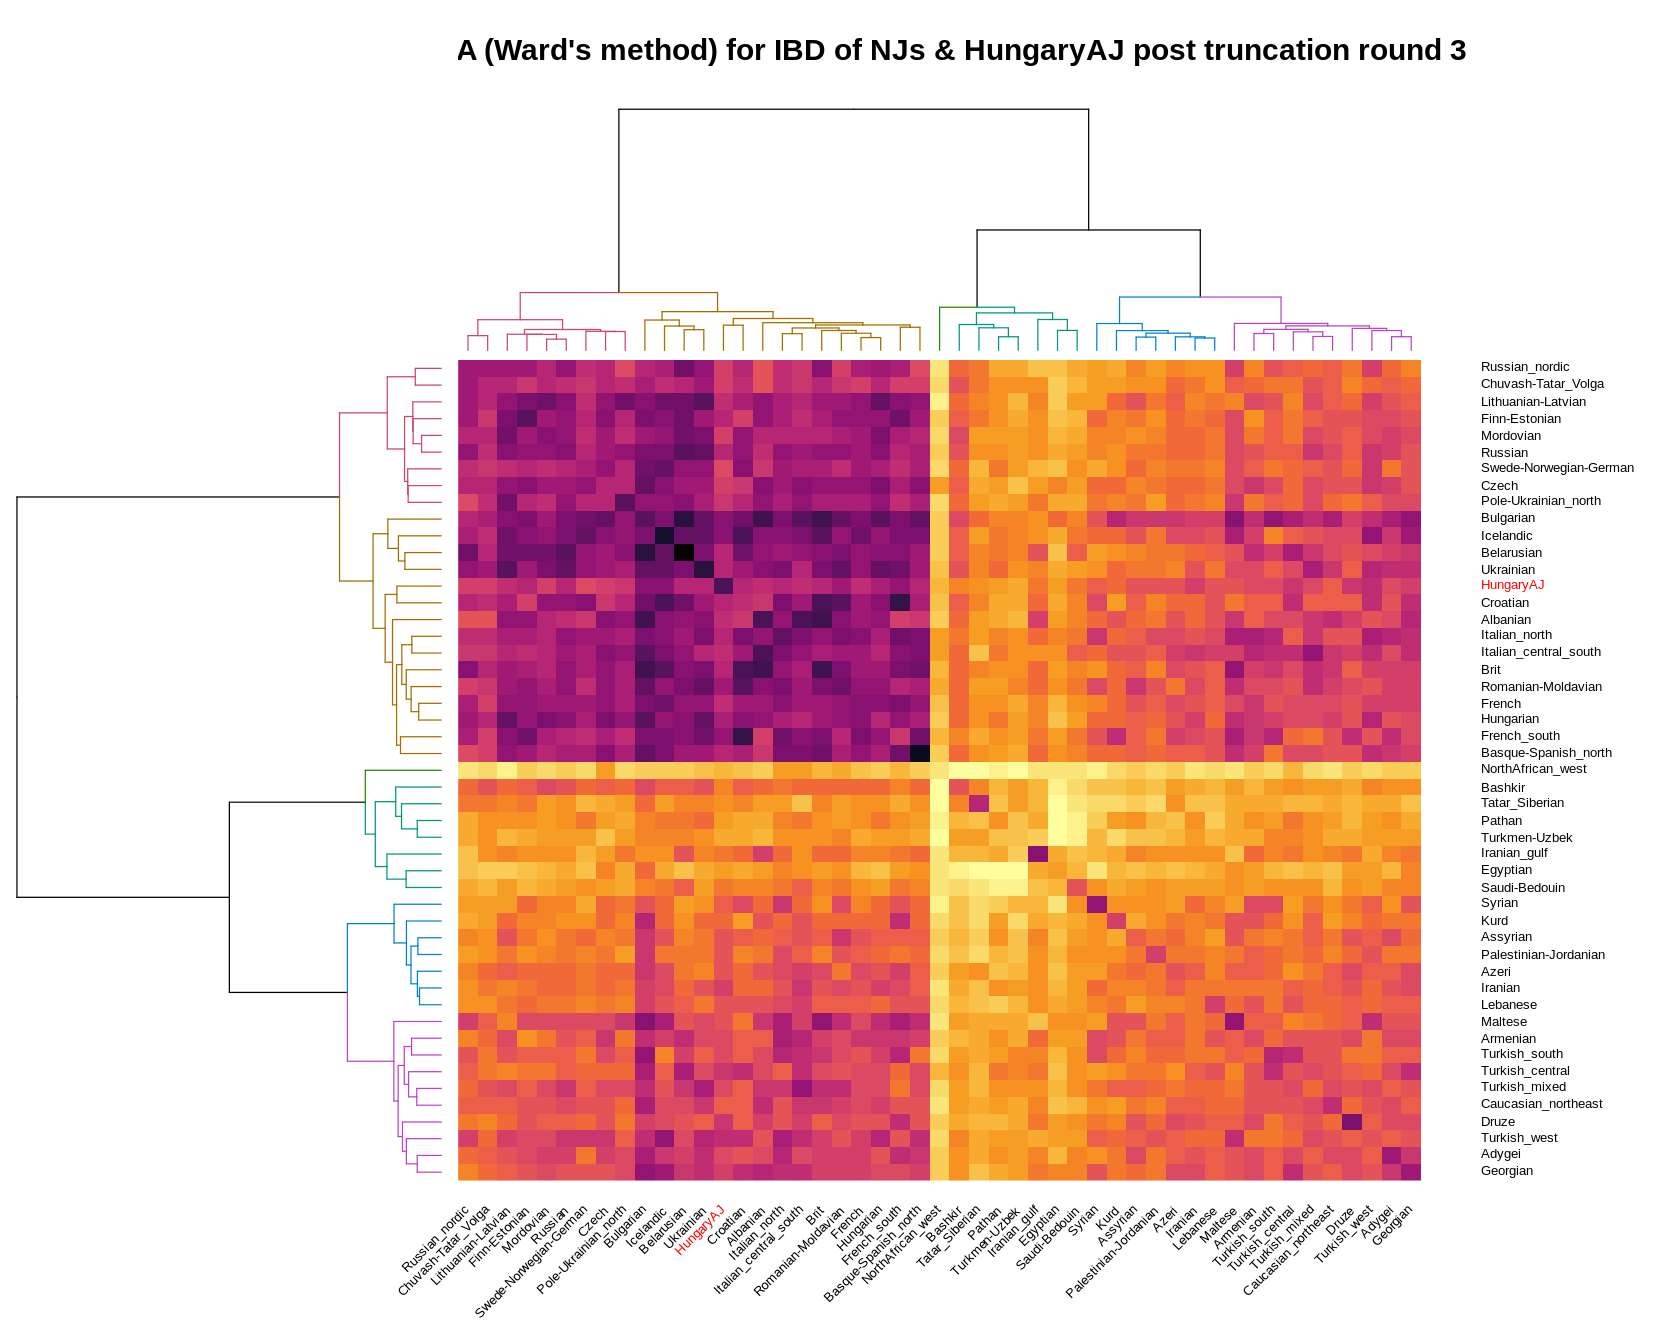 A (Ward's method) for IBD of NJs & HungaryAJ post truncation round 3
Russian_nordic
Chuvash-Tatar_Volga
Lithuanian-Latvian
Finn-Estonian
Mordovian
Russian
Swede-Norwegian-German
Czech
Pole-Ukrainian_north
Bulgarian
Icelandic
Belarusian
Ukrainian
HungaryAJ
Croatian
Albanian
Italian_north
Italian_central_south
Brit
Romanian-Moldavian
French
Hungarian
French_south
Basque-Spanish_north
NorthAfrican_west
Bashkir
Tatar_Siberian
Pathan
Turkmen-Uzbek
Iranian_gulf
Egyptian
Saudi-Bedouin
Syrian
Kurd
Assyrian
Palestinian-Jordanian
Azeri
Iranian
Lebanese
Maltese
Armenian
Turkish_south
Turkish_central
Turkish_mixed
Caucasian_northeast
Druze
Turkish_west
Adygei
Georgian
Russian_nordic
Chuvash-Tatar_Volga
Lithuanian-Latvian
Finn-Estonian
Mordovian
Russian
Swede-Norwegian-German
Czech
Pole-Ukrainian_north
Bulgarian
Icelandic
Belarusian
Ukrainian
HungaryAJ
Croatian
Albanian
Italian_north
Italian_central_south
Brit
Romanian-Moldavian
French
Hungarian
French_south
Basque-Spanish_north
NorthAfrican_west
Bashkir
Tatar_Siberian
Pathan
Turkmen-Uzbek
Iranian_gulf
Egyptian
Saudi-Bedouin
Syrian
Kurd
Assyrian
Palestinian-Jordanian
Azeri
Iranian
Lebanese
Maltese
Armenian
Turkish_south
Turkish_central
Turkish_mixed
Caucasian_northeast
Druze
Turkish_west
Adygei
Georgian